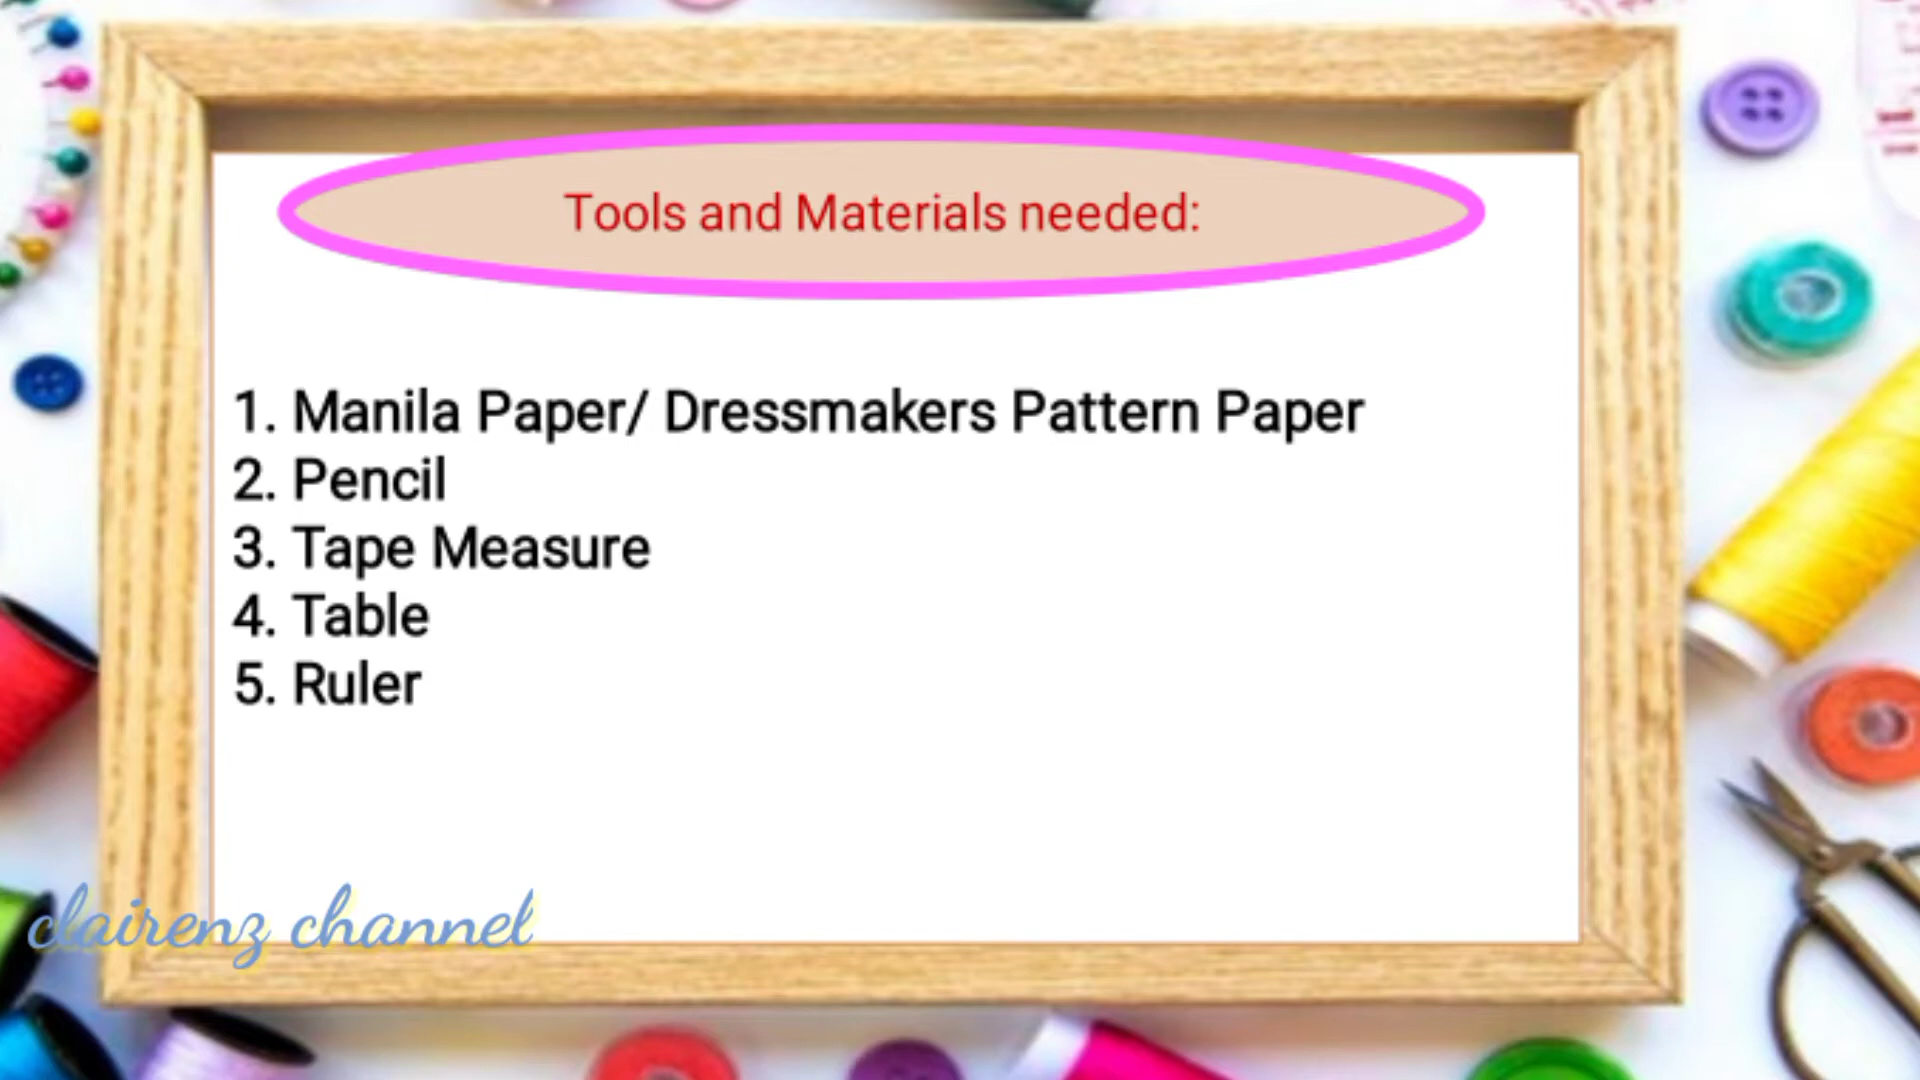 Tools and Materials needed:
1. Manila Paper/ Dressmakers Pattern Paper
2. Pencil
3. Tape Measure
4. Table
5. Ruler
clairenz channel